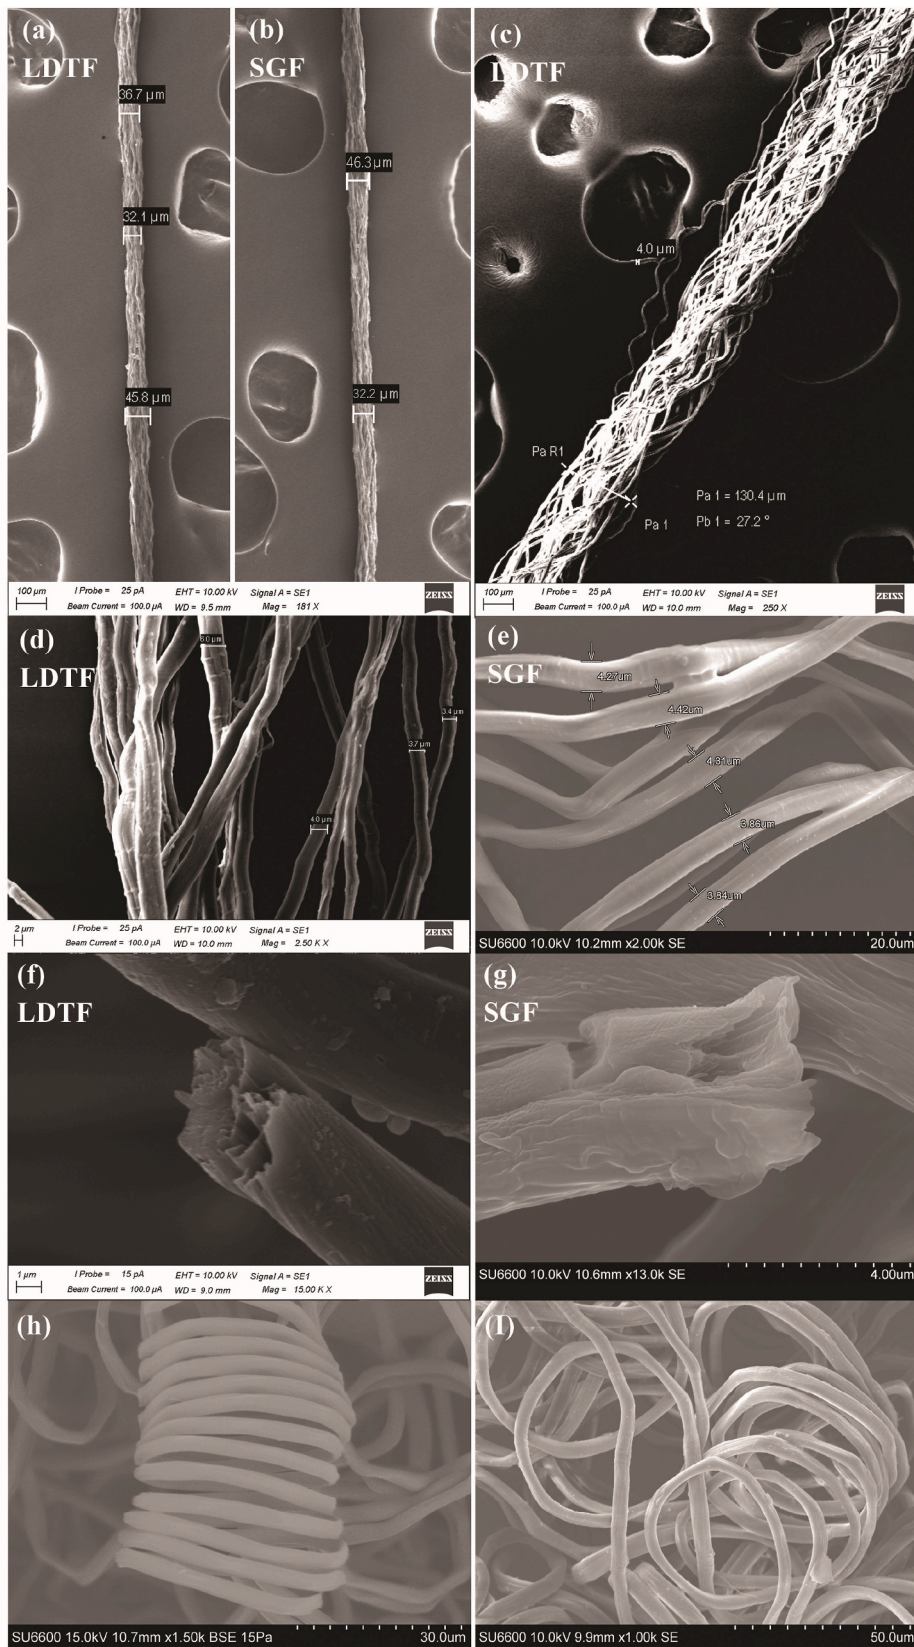 (a)
LDTF
36.7 µm
32.1 µm
45.8 µm
(b)
SGF
46.3 µm
32.2 µm
(c)
LDTF
4.0 µm
Pa R1
Pa 1
Pa 1 = 130.4 µm
Pb 1 = 27.2 °
100 µm I Probe = 25 pA EHT = 10.00 kV Signal A = SE1 ZEISS
Beam Current = 100.0 µA WD = 9.5 mm Mag = 181 X
100 µm I Probe = 25 pA EHT = 10.00 kV Signal A = SE1 ZEISS
Beam Current = 100.0 µA WD = 10.0 mm Mag = 250 X
(d)
LDTF
6.0 µm
3.4 µm
3.7 µm
4.0 µm
2 µm I Probe = 25 pA EHT = 10.00 kV Signal A = SE1 ZEISS
Beam Current = 100.0 µA WD = 10.0 mm Mag = 2.50 K X
(e)
SGF
4.27um
4.42um
4.31um
3.86um
3.84um
SU6600 10.0kV 10.2mm x2.00k SE 20.0um
(f)
LDTF
1 µm I Probe = 15 pA EHT = 10.00 kV Signal A = SE1 ZEISS
Beam Current = 100.0 µA WD = 9.0 mm Mag = 15.00 K X
(g)
SGF
SU6600 10.0kV 10.6mm x13.0k SE 4.00um
(h)
SU6600 15.0kV 10.7mm x1.50k BSE 15Pa 30.0um
(I)
SU6600 10.0kV 9.9mm x1.00k SE 50.0um